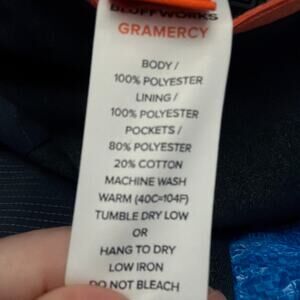 BLUFFWORKS
GRAMERCY
BODY /
100% POLYESTER
LINING /
100% POLYESTER
POCKETS /
80% POLYESTER
20% COTTON
MACHINE WASH
WARM (40C=104F)
TUMBLE DRY LOW
OR
HANG TO DRY
LOW IRON
DO NOT BLEACH